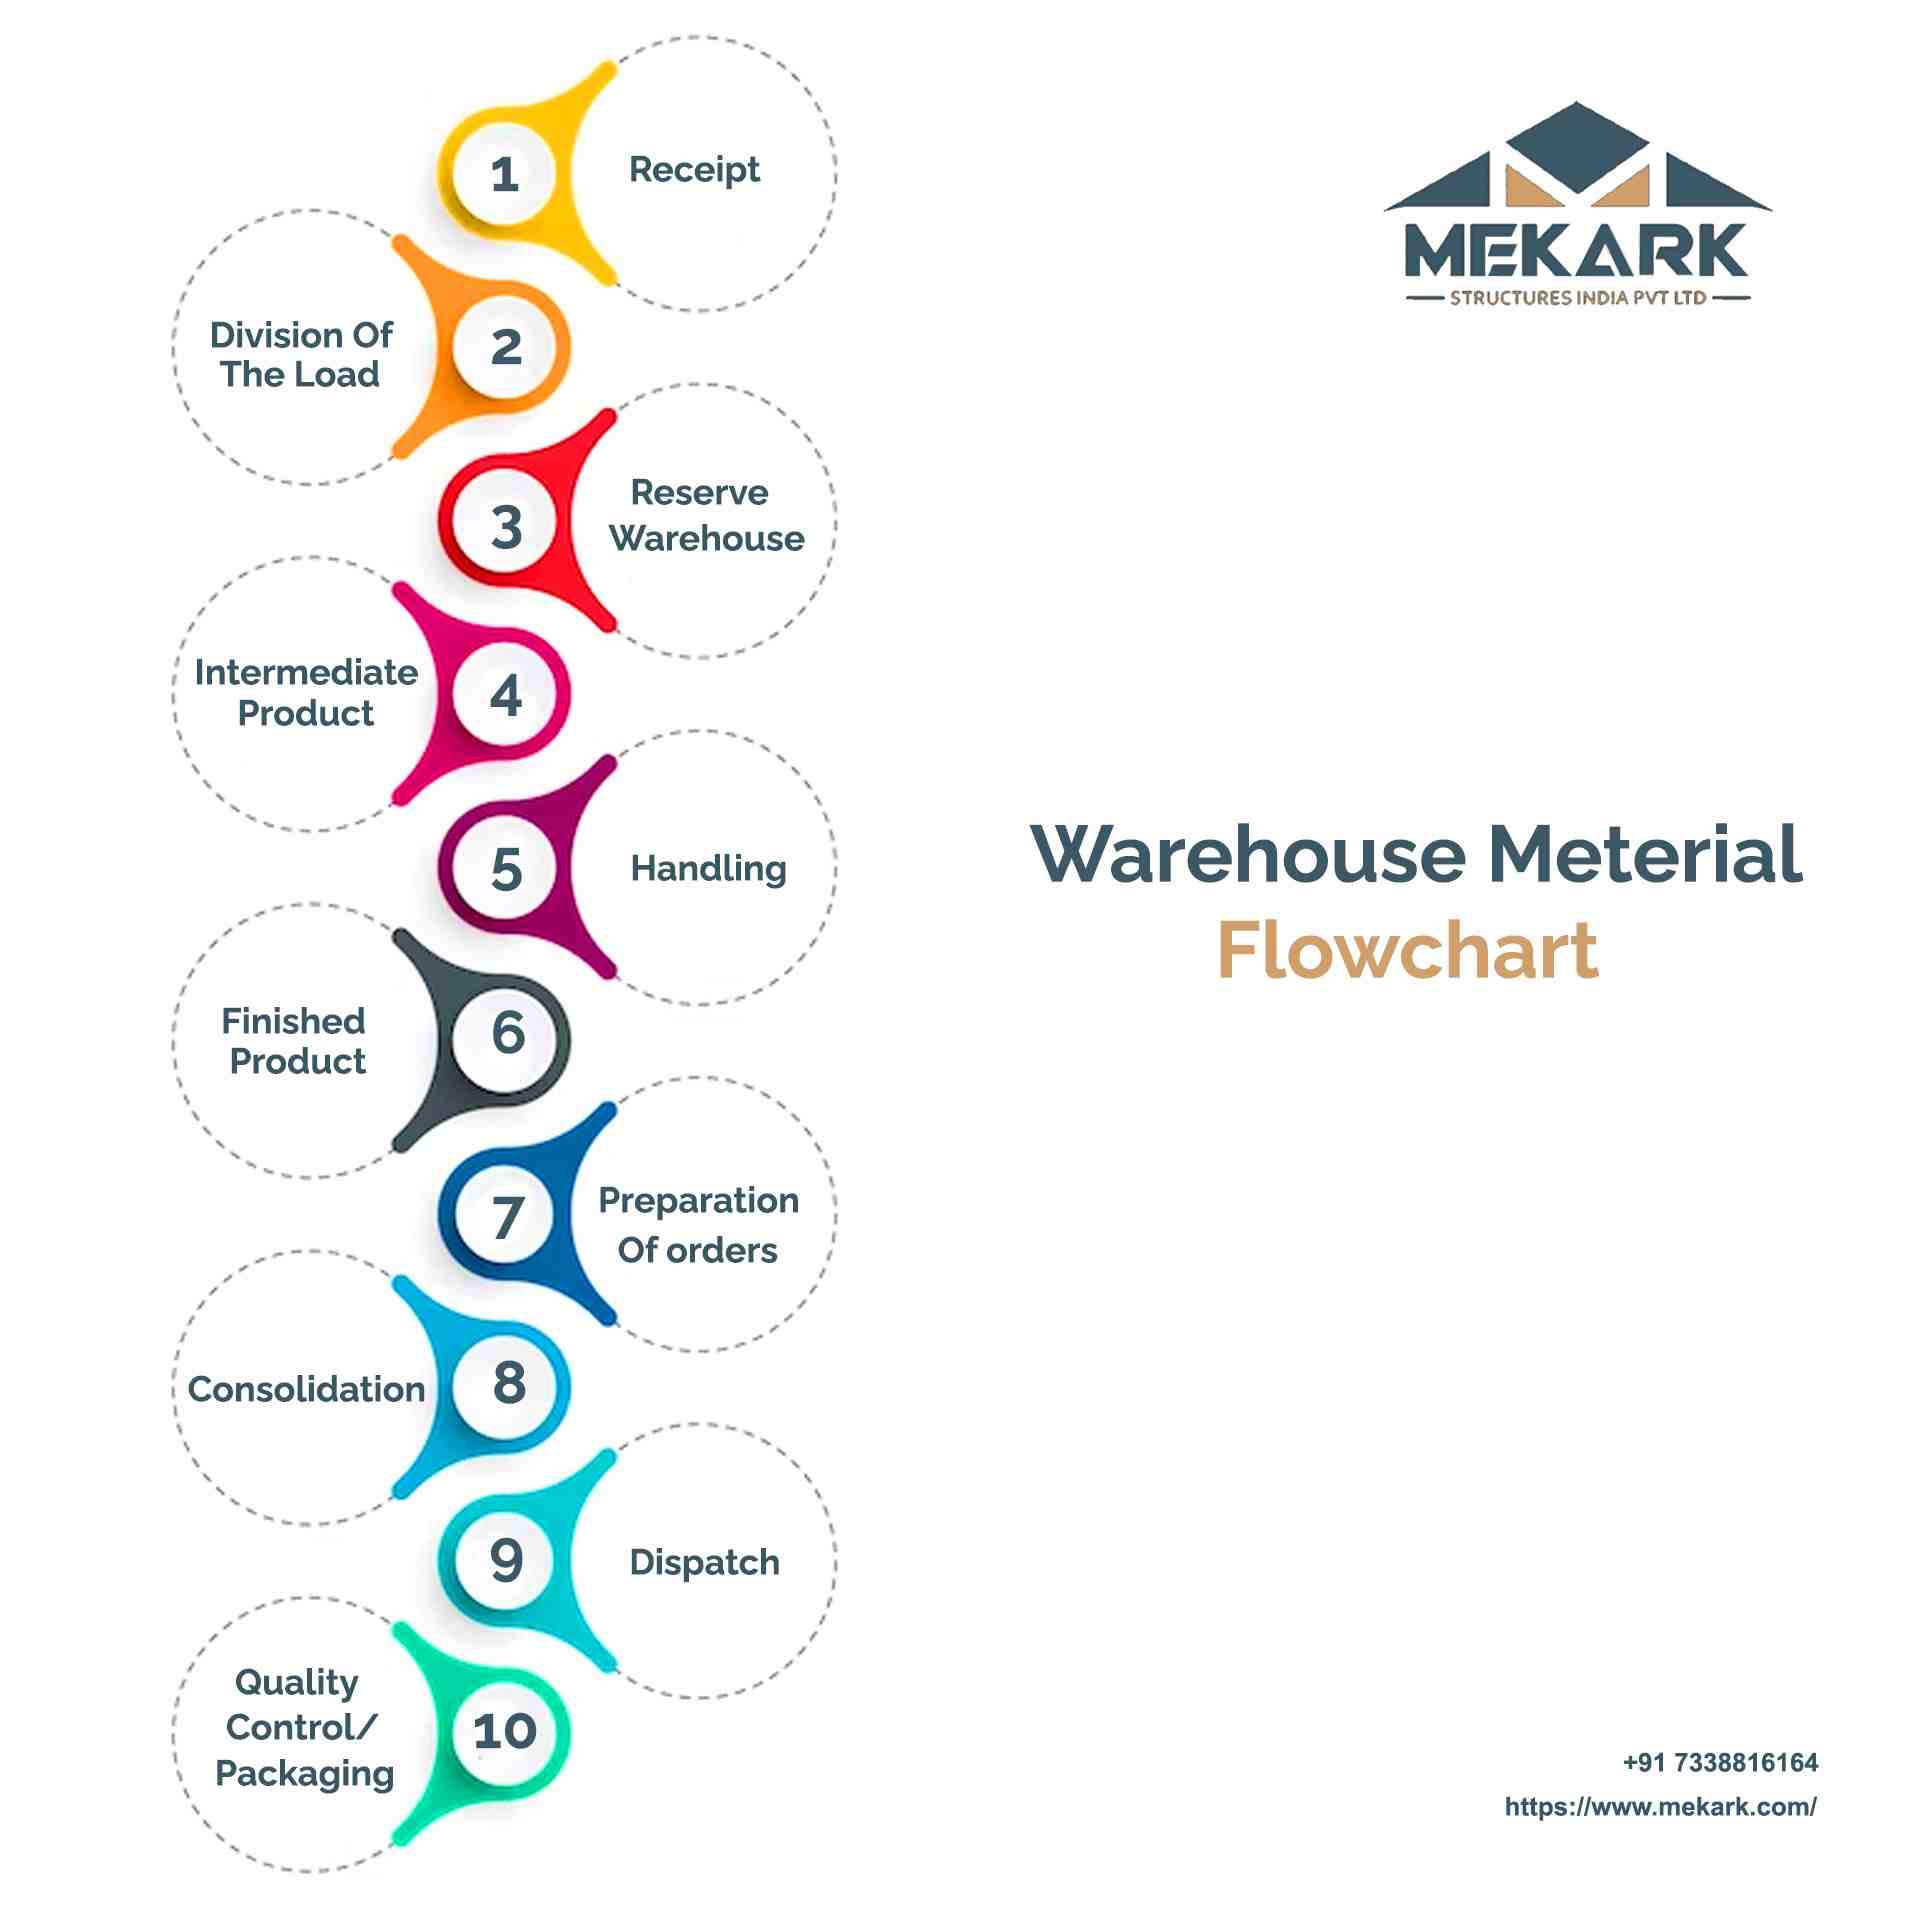 1
Receipt
2
Division Of
The Load
3
Reserve
Warehouse
4
Intermediate
Product
5
Handling
6
Finished
Product
7
Preparation
Of orders
8
Consolidation
9
Dispatch
10
Quality
Control/
Packaging
MEKARK
STRUCTURES INDIA PVT LTD
Warehouse Meterial
Flowchart
+91 7338816164
https://www.mekark.com/